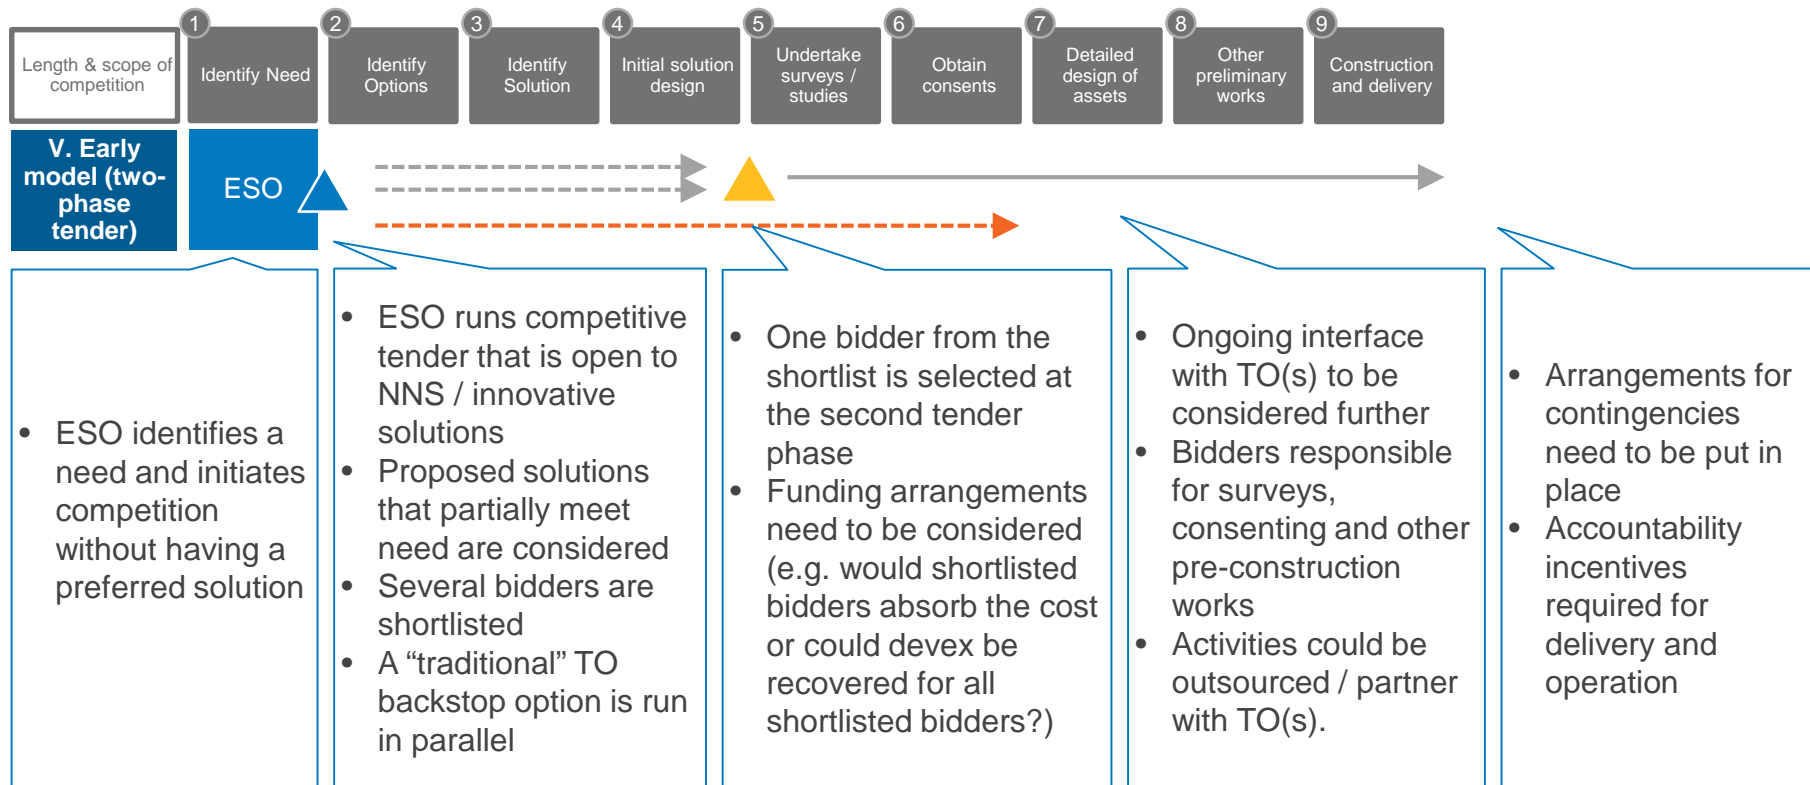 1
2
3
4
5
6
7
8
9
Length & scope of
competition
Identify Need
Identify
Options
Identify
Solution
Initial solution
design
Undertake
surveys /
studies
Obtain
consents
Detailed
design of
assets
Other
preliminary
works
Construction
and delivery
V. Early
model (two-
phase
tender)
ESO
• ESO identifies a
need and initiates
competition
without having a
preferred solution
• ESO runs competitive
tender that is open to
NNS / innovative
solutions
• Proposed solutions
that partially meet
need are considered
• Several bidders are
shortlisted
• A “traditional” TO
backstop option is run
in parallel
• One bidder from the
shortlist is selected at
the second tender
phase
• Funding arrangements
need to be considered
(e.g. would shortlisted
bidders absorb the cost
or could devex be
recovered for all
shortlisted bidders?)
• Ongoing interface
with TO(s) to be
considered further
• Bidders responsible
for surveys,
consenting and other
pre-construction
works
• Activities could be
outsourced / partner
with TO(s).
• Arrangements for
contingencies
need to be put in
place
• Accountability
incentives
required for
delivery and
operation